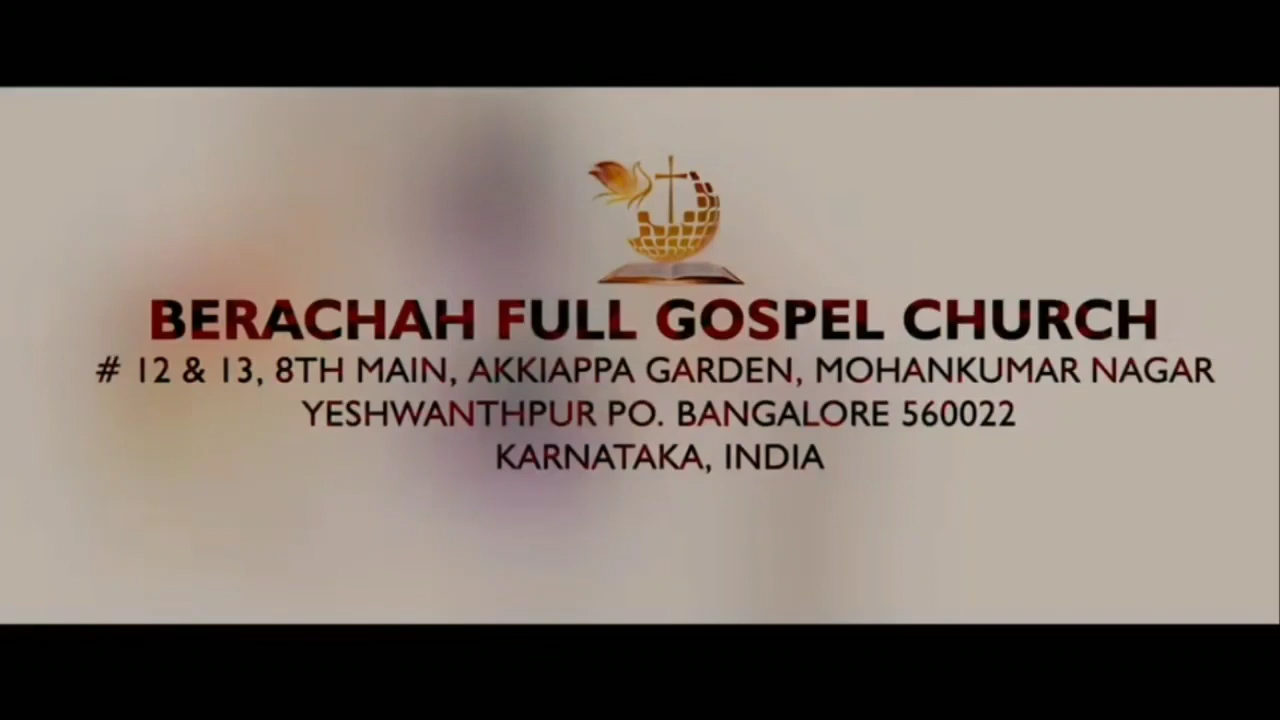 BERACHAH FULL GOSPEL CHURCH
# 12 & 13, 8TH MAIN, AKKIAPPA GARDEN, MOHANKUMAR NAGAR
YESHWANTHPUR PO. BANGALORE 560022
KARNATAKA, INDIA